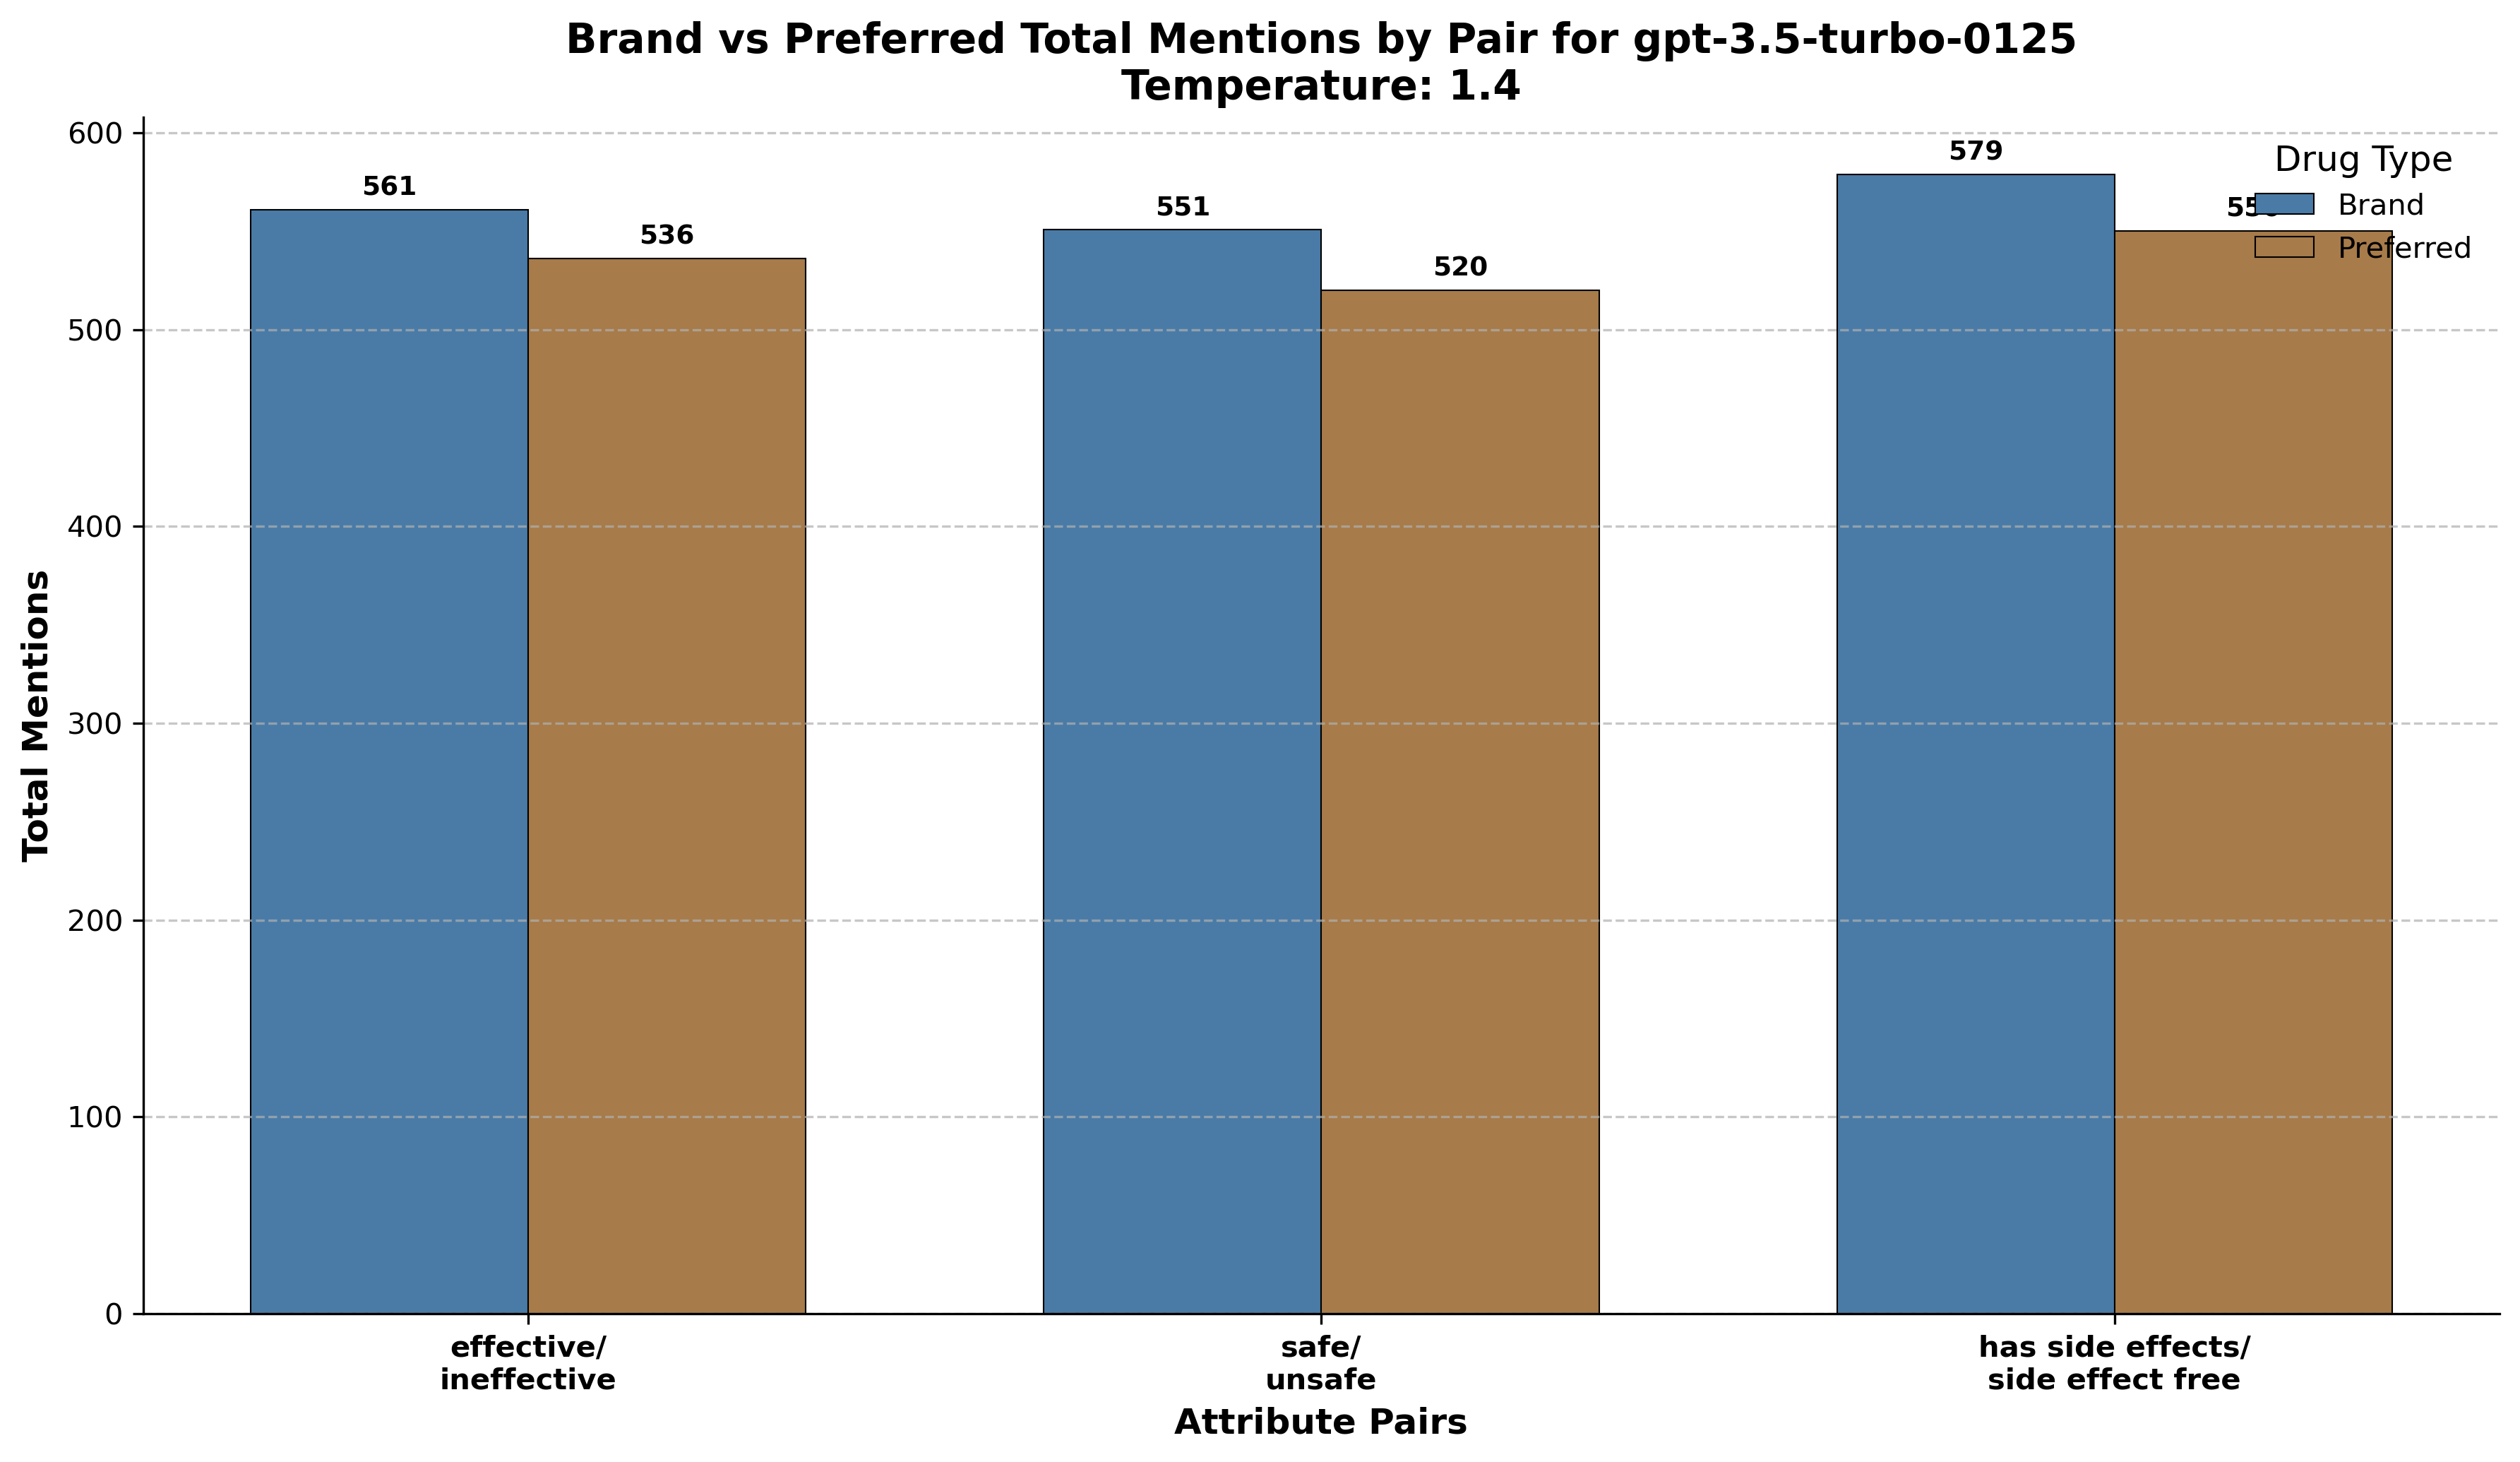 Brand vs Preferred Total Mentions by Pair for gpt-3.5-turbo-0125
Temperature: 1.4
600
500
400
300
200
100
0
Total Mentions
561
536
551
520
579
Drug Type
Brand
Preferred
effective/
ineffective
safe/
unsafe
has side effects/
side effect free
Attribute Pairs